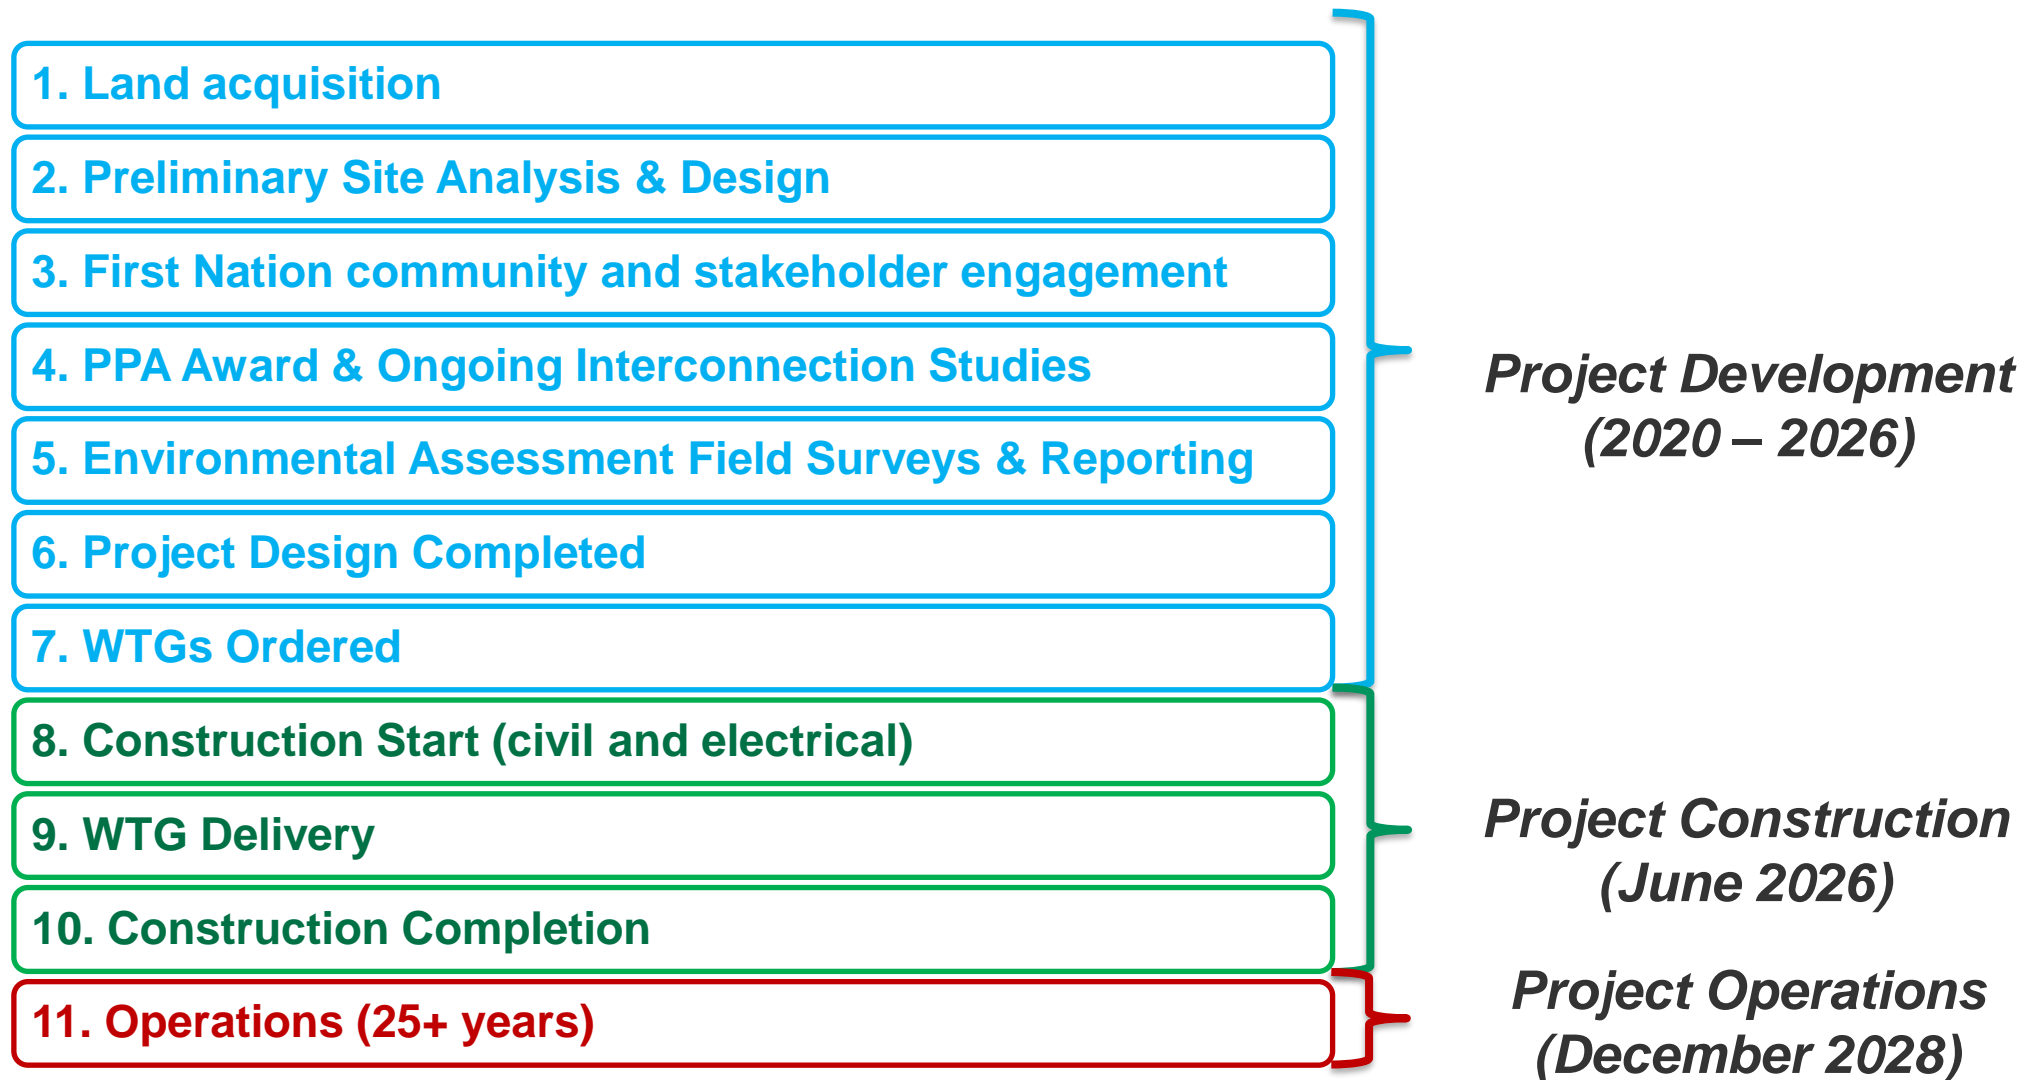 1. Land acquisition
2. Preliminary Site Analysis & Design
3. First Nation community and stakeholder engagement
4. PPA Award & Ongoing Interconnection Studies
5. Environmental Assessment Field Surveys & Reporting
6. Project Design Completed
7. WTGs Ordered
Project Development
(2020 – 2026)
8. Construction Start (civil and electrical)
9. WTG Delivery
10. Construction Completion
Project Construction
(June 2026)
11. Operations (25+ years)
Project Operations
(December 2028)